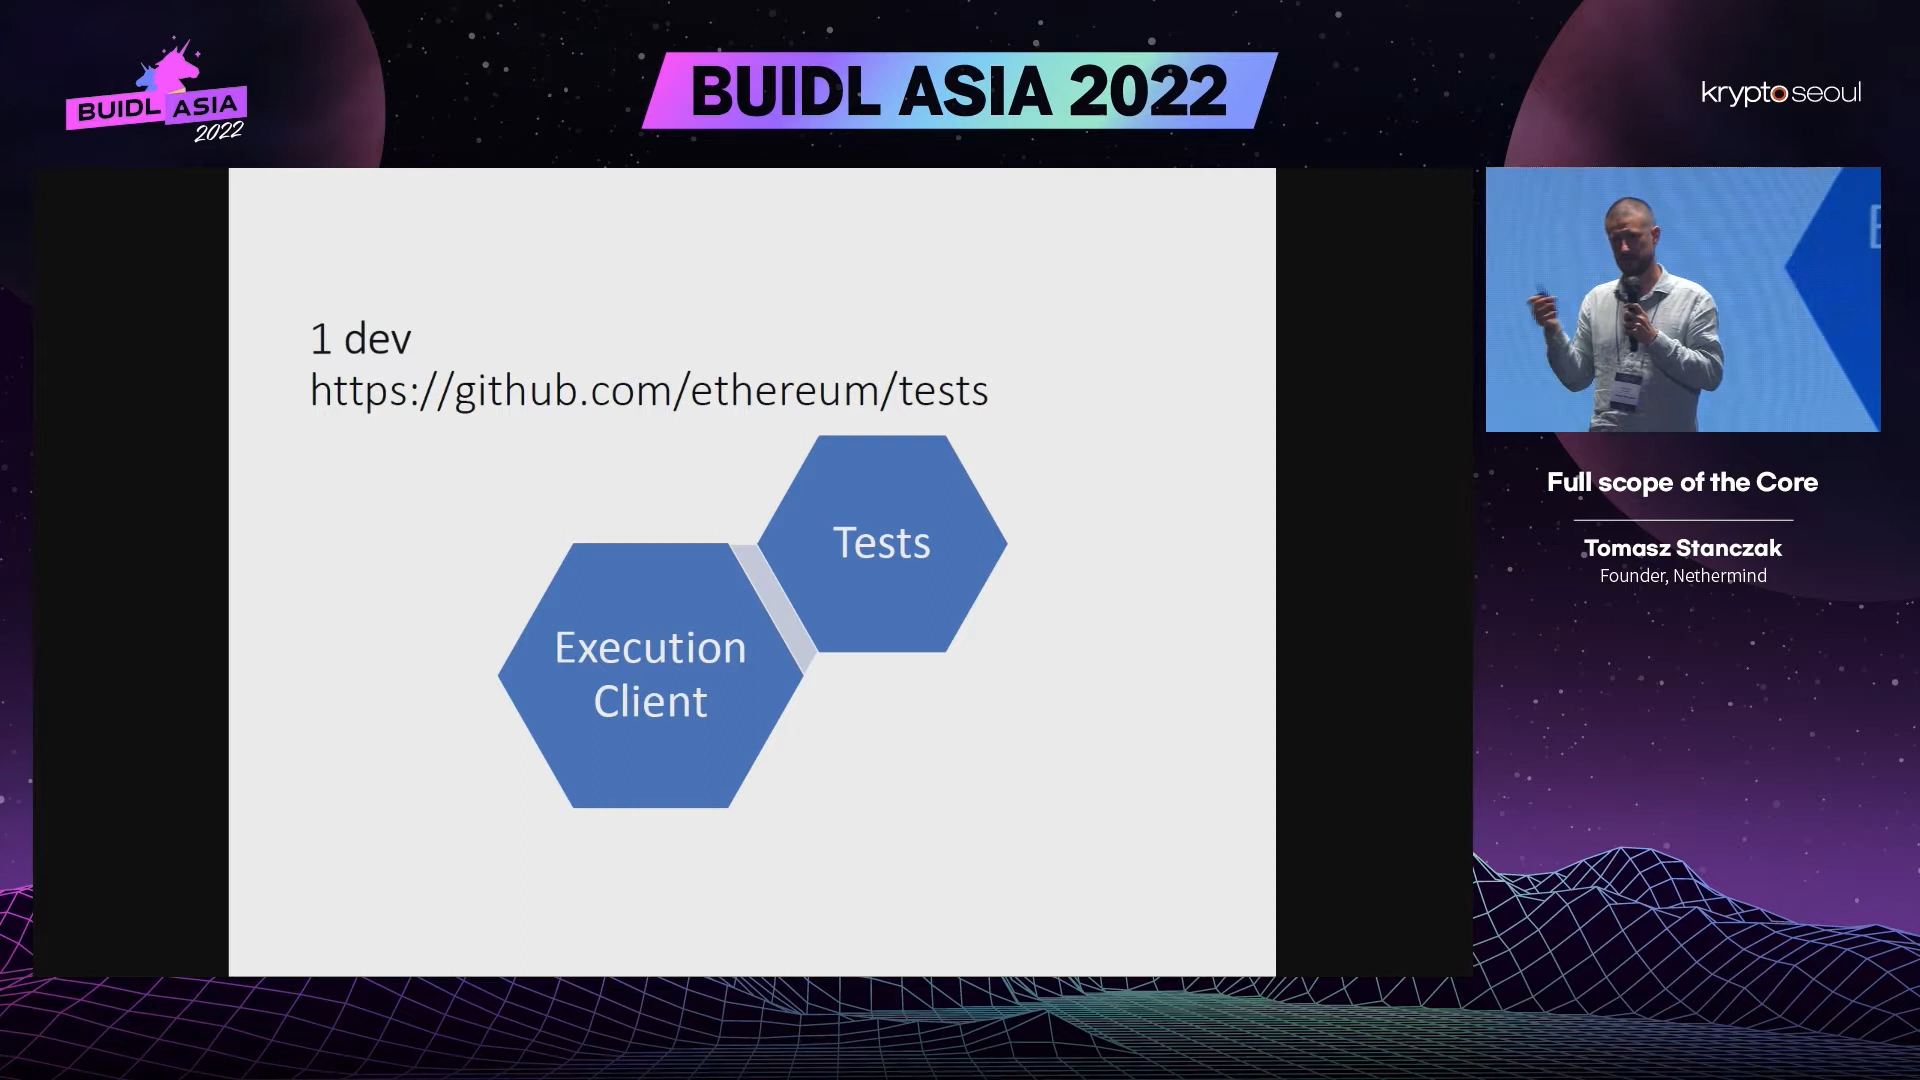 BUIDL ASIA
2022
BUIDL ASIA 2022
kryptoseoul
1 dev
https://github.com/ethereum/tests
Tests
Execution
Client
Full scope of the Core
Tomasz Stanczak
Founder, Nethermind